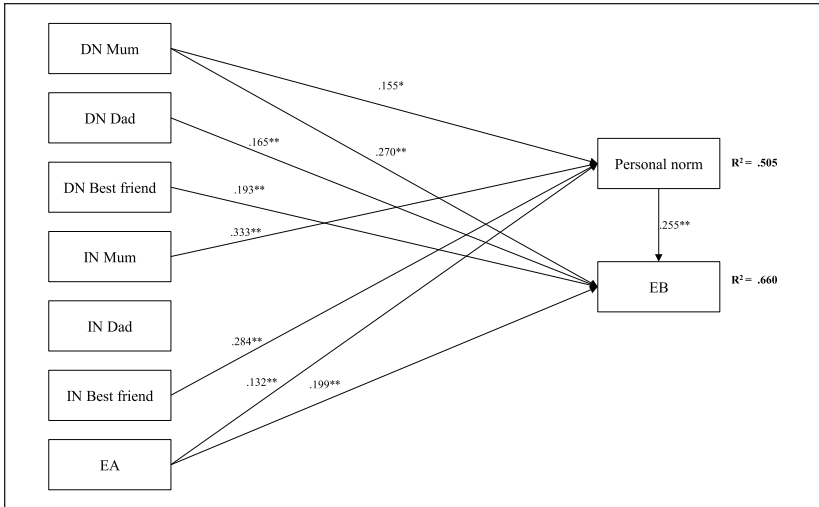 DN Mum
.155*
DN Dad
.165**
.270**
Personal norm
R² = .505
DN Best friend
.193**
.255**
IN Mum
.333**
EB
R² = .660
IN Dad
.284**
IN Best friend
.132**
.199**
EA